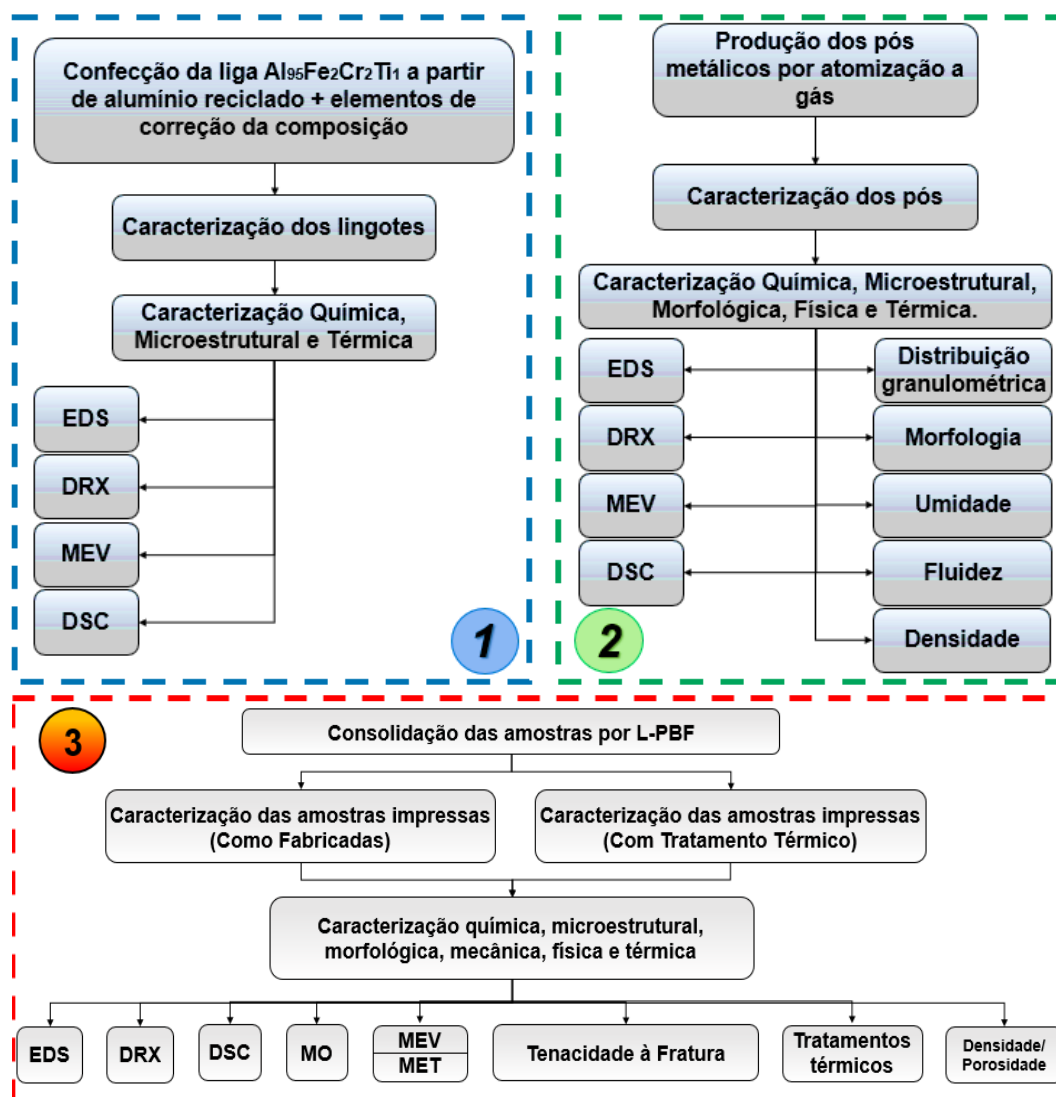 Confecção da liga Al95Fe2Cr2Ti1 a partir
de alumínio reciclado + elementos de
correção da composição
Caracterização dos lingotes
Caracterização Química,
Microestrutural e Térmica
EDS
DRX
MEV
DSC
1
Produção dos pós
metálicos por atomização a
gás
Caracterização dos pós
Caracterização Química, Microestrutural,
Morfológica, Física e Térmica.
EDS
Distribuição
granulométrica
DRX
Morfologia
MEV
Umidade
DSC
Fluidez
Densidade
2
3
Consolidação das amostras por L-PBF
Caracterização das amostras impressas
(Como Fabricadas)
Caracterização das amostras impressas
(Com Tratamento Térmico)
Caracterização química, microestrutural,
morfológica, mecânica, física e térmica
EDS
DRX
DSC
MO
MEV
MET
Tenacidade à Fratura
Tratamentos
térmicos
Densidade/
Porosidade